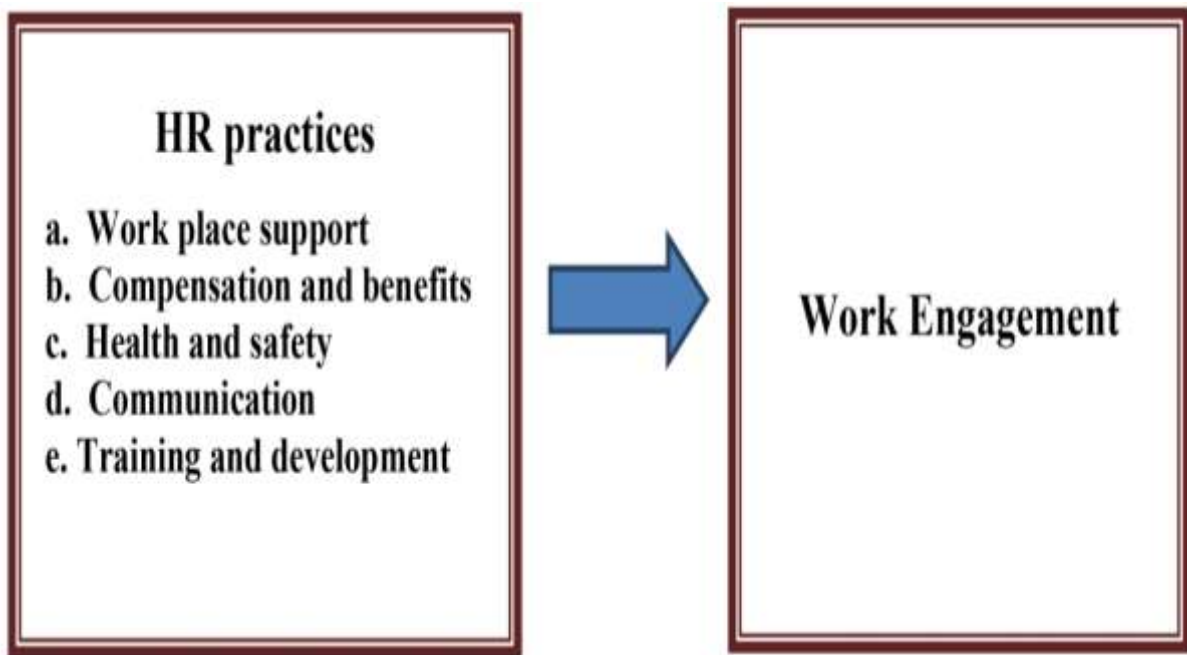 HR practices
a. Work place support
b. Compensation and benefits
c. Health and safety
d. Communication
e. Training and development
Work Engagement